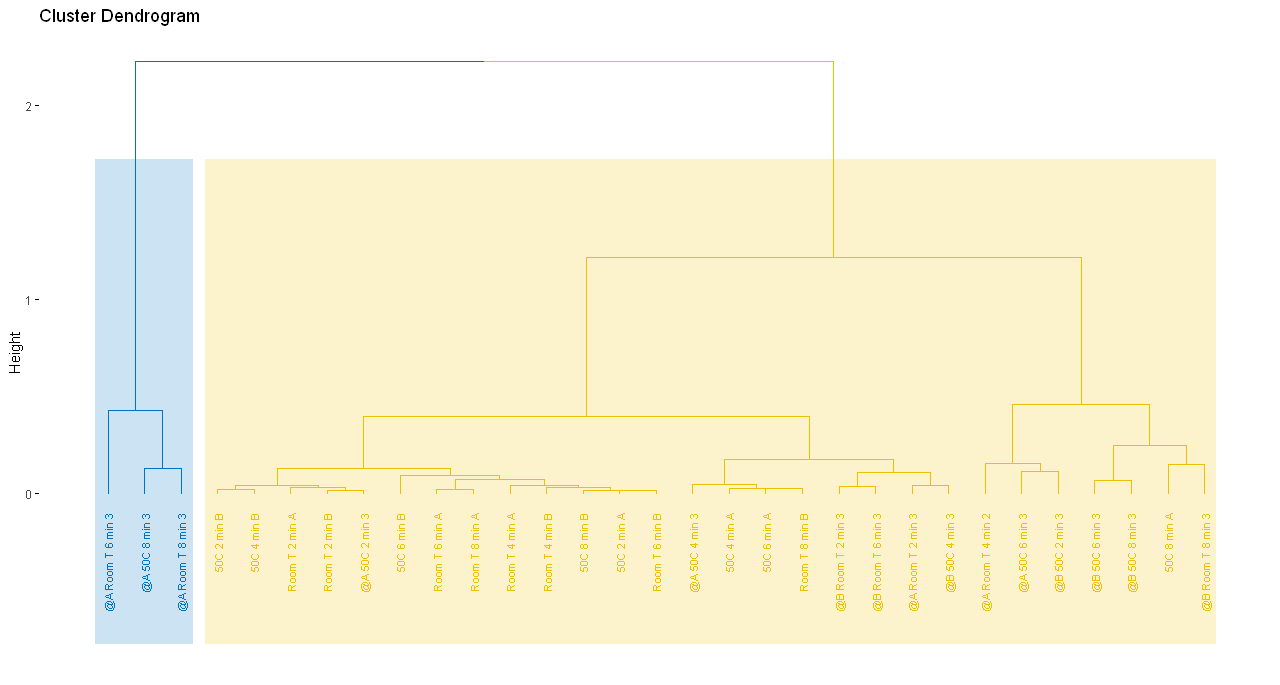 Cluster Dendrogram
2
1
0
Height
@A Room T 6 min 3
@A 50C 8 min 3
@A Room T 8 min 3
50C 2 min B
50C 4 min B
Room T 2 min A
Room T 2 min B
@A 50C 2 min 3
50C 6 min B
Room T 6 min A
Room T 8 min A
Room T 4 min A
Room T 4 min B
50C 8 min B
50C 2 min A
Room T 6 min B
@A 50C 4 min 3
50C 4 min A
50C 6 min A
Room T 8 min B
@B Room T 2 min 3
@B Room T 6 min 3
@A Room T 2 min 3
@B 50C 4 min 3
@A Room T 4 min 2
@A 50C 6 min 3
@B 50C 2 min 3
@B 50C 6 min 3
@B 50C 8 min 3
50C 8 min A
@B Room T 8 min 3